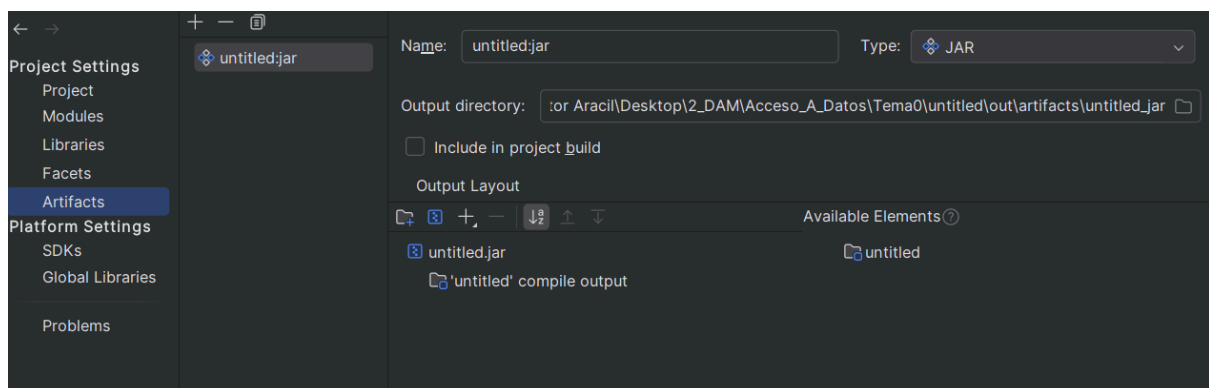 Project Settings
Project
Modules
Libraries
Facets
Artifacts
Platform Settings
SDKs
Global Libraries
Problems
untitled:jar
Name: untitled:jar
Type: JAR
Output directory: :or Aracil\Desktop\2_DAM\Acceso_A_Datos\Tema0\untitled\out\artifacts\untitled_jar
Include in project build
Output Layout
Available Elements
untitled.jar
untitled
'untitled' compile output